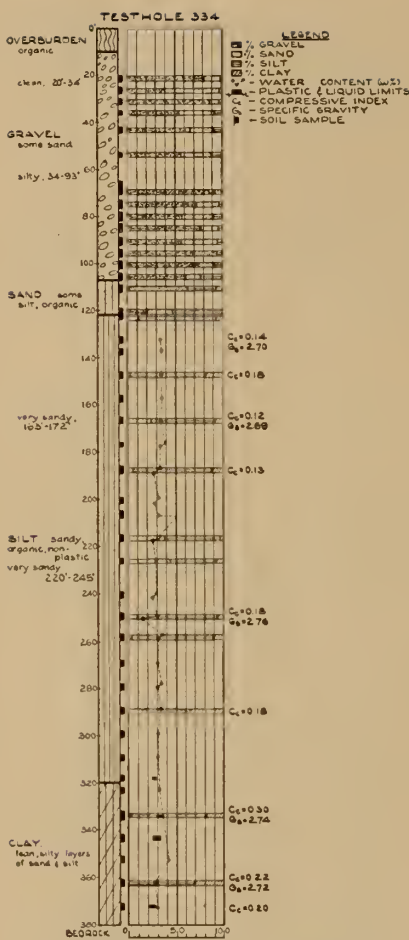 TESTHOLE 334
LEGEND
% GRAVEL
% SAND
% SILT
% CLAY
- WATER CONTENT (W%)
- PLASTIC & LIQUID LIMITS
Cc - COMPRESSIVE INDEX
Gs - SPECIFIC GRAVITY
- SOIL SAMPLE
OVERBURDEN
organic
clean, 20'-34'
GRAVEL
some sand
silty, 34-93'
SAND some
silt, organic
very sandy,
165'-172'
SILT sandy,
organic, non-
plastic
very sandy
220'-245'
CLAY
lean, silty layers
of sand & silt
BEDROCK
0'
20
40
60
80
100
120
140
160
180
200
220
240
260
280
300
320
340
360
380
Cc=0.14
Gs=2.70
Cc=0.18
Cc=0.12
Gs=2.69
Cc=0.13
Cc=0.18
Gs=2.76
Cc=0.18
Cc=0.30
Gs=2.74
Cc=0.22
Gs=2.72
Cc=0.20
0 50 100